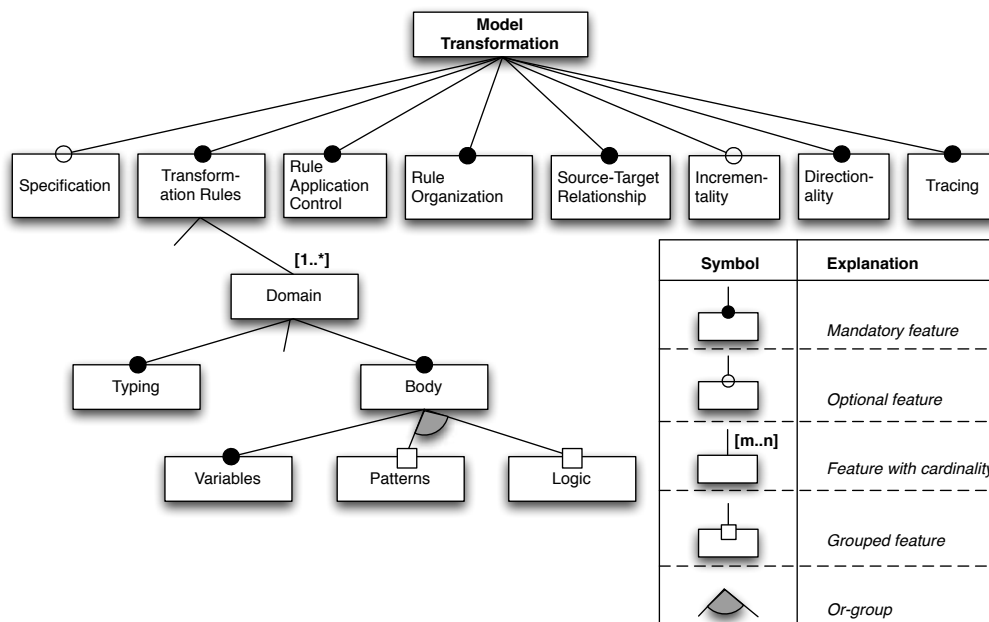 Model
Transformation
Specification
Transform-
ation Rules
Rule
Application
Control
Rule
Organization
Source-Target
Relationship
Incremen-
tality
Direction-
ality
Tracing
[1..*]
Domain
Typing
Body
Variables
Patterns
Logic
Symbol
Explanation
Mandatory feature
Optional feature
[m..n]
Feature with cardinality
Grouped feature
Or-group